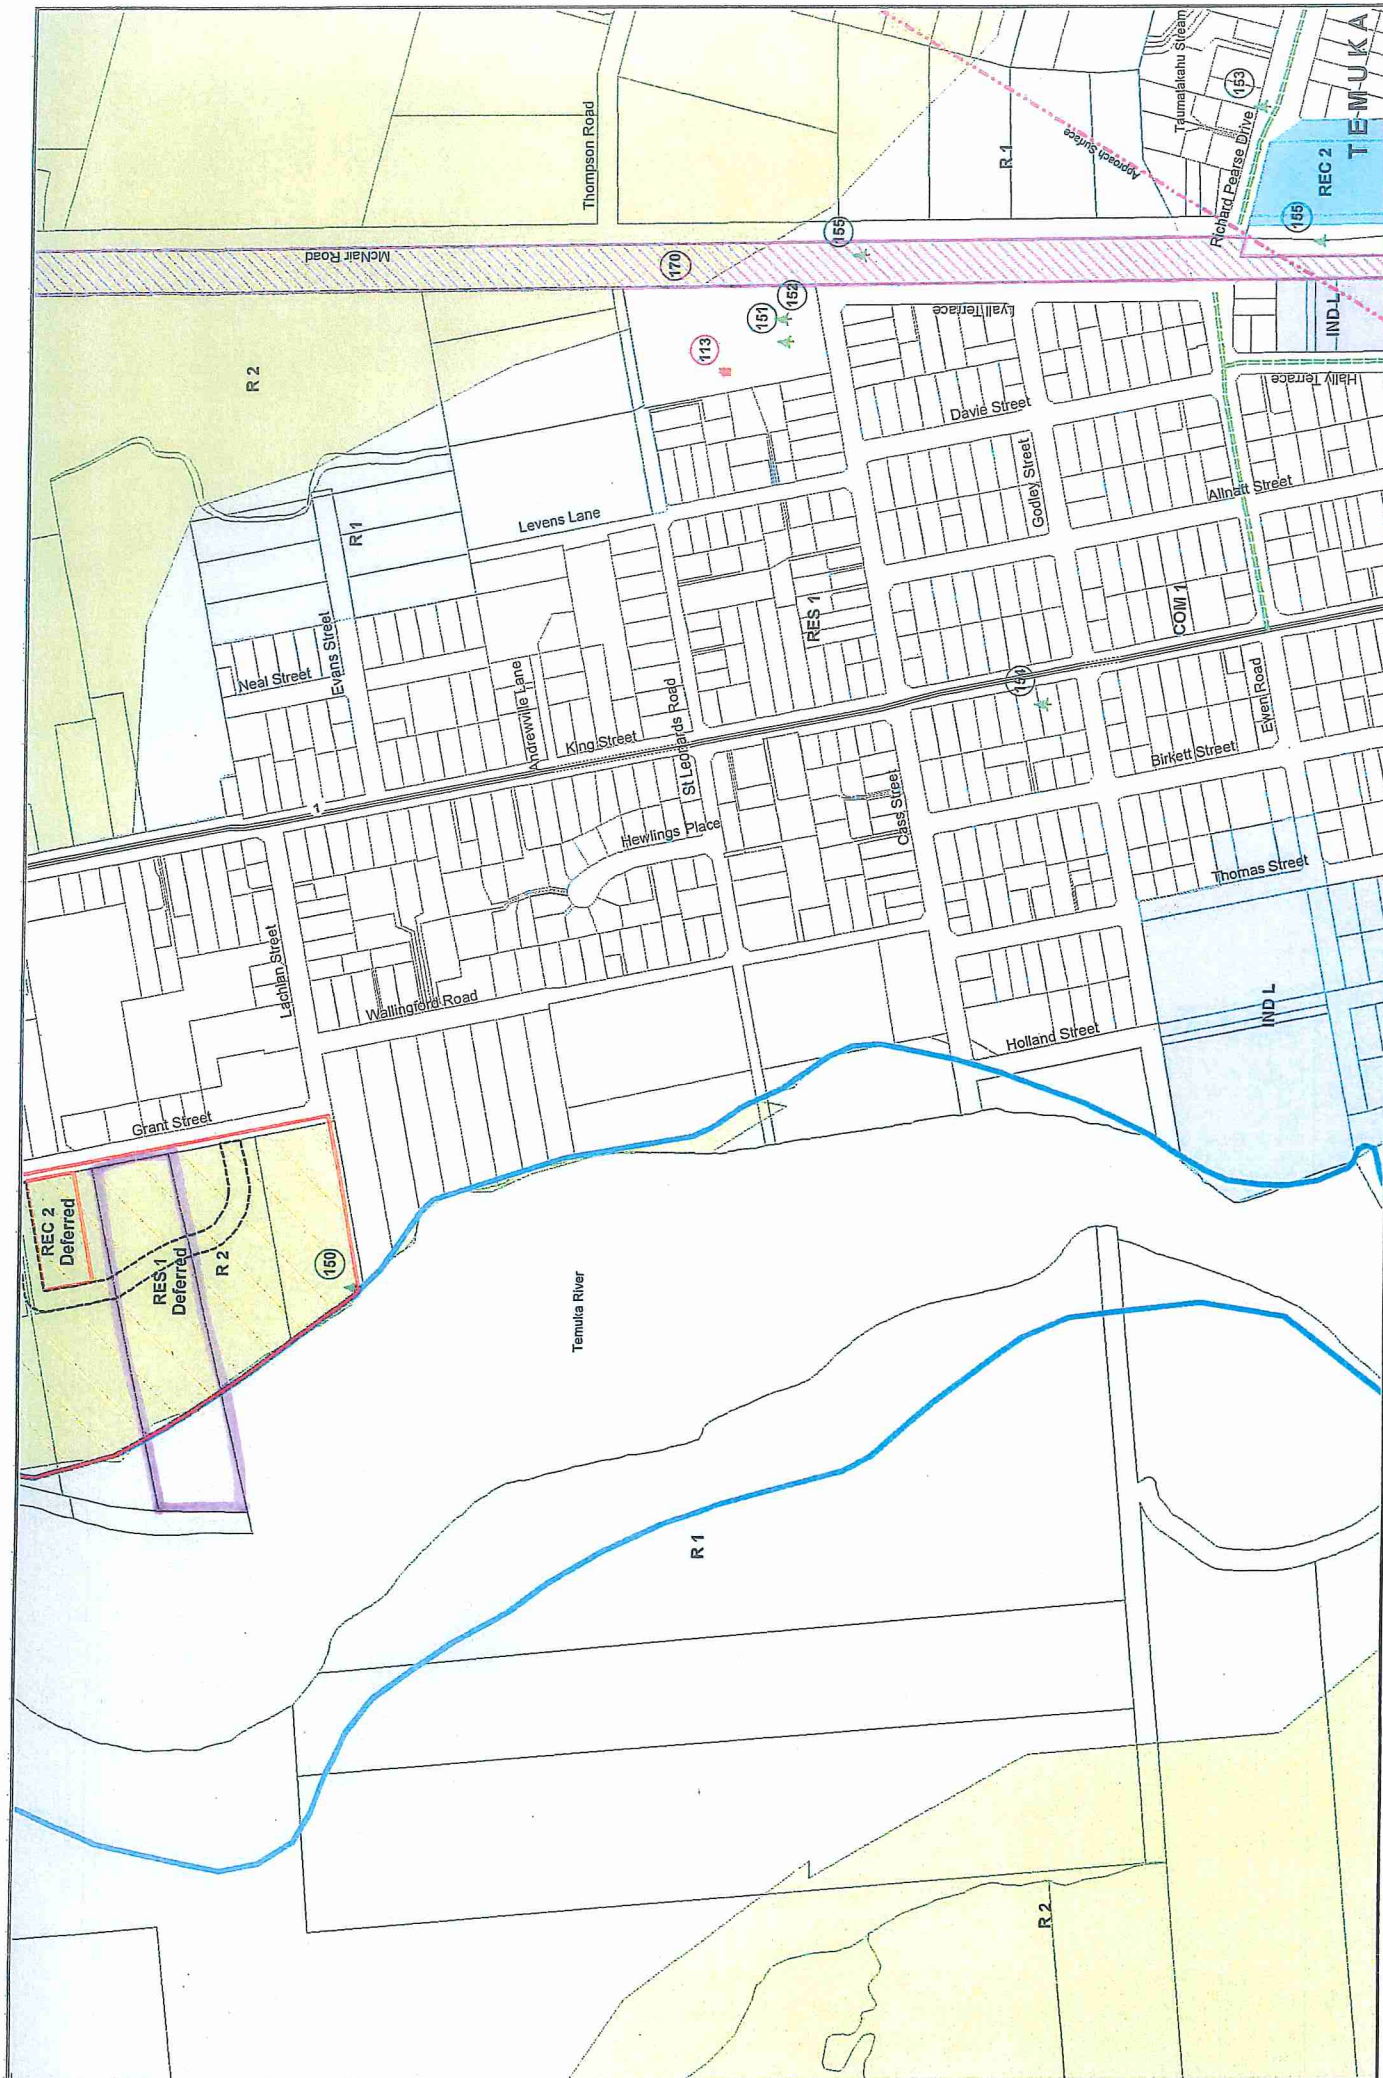 Thompson Road
McNair Road
170
155
R 1
Approach Surface
Taumatakahu Stream
153
Richard Pearse Drive
REC 2
155
T E M U K A
R 2
113
151
152
Lyall Terrace
IND L
Hally Terrace
Davie Street
Godley Street
Allnatt Street
Levens Lane
R 1
RES 1
COM 1
Neal Street
Evans Street
Andrewville Lane
King Street
St Leonards Road
154
Ewen Road
Birkett Street
1
Hewlings Place
Cass Street
Thomas Street
Lachlan Street
Wallingford Road
Holland Street
IND L
Grant Street
REC 2
Deferred
RES 1
Deferred
R 2
150
Temuka River
R 1
R 2